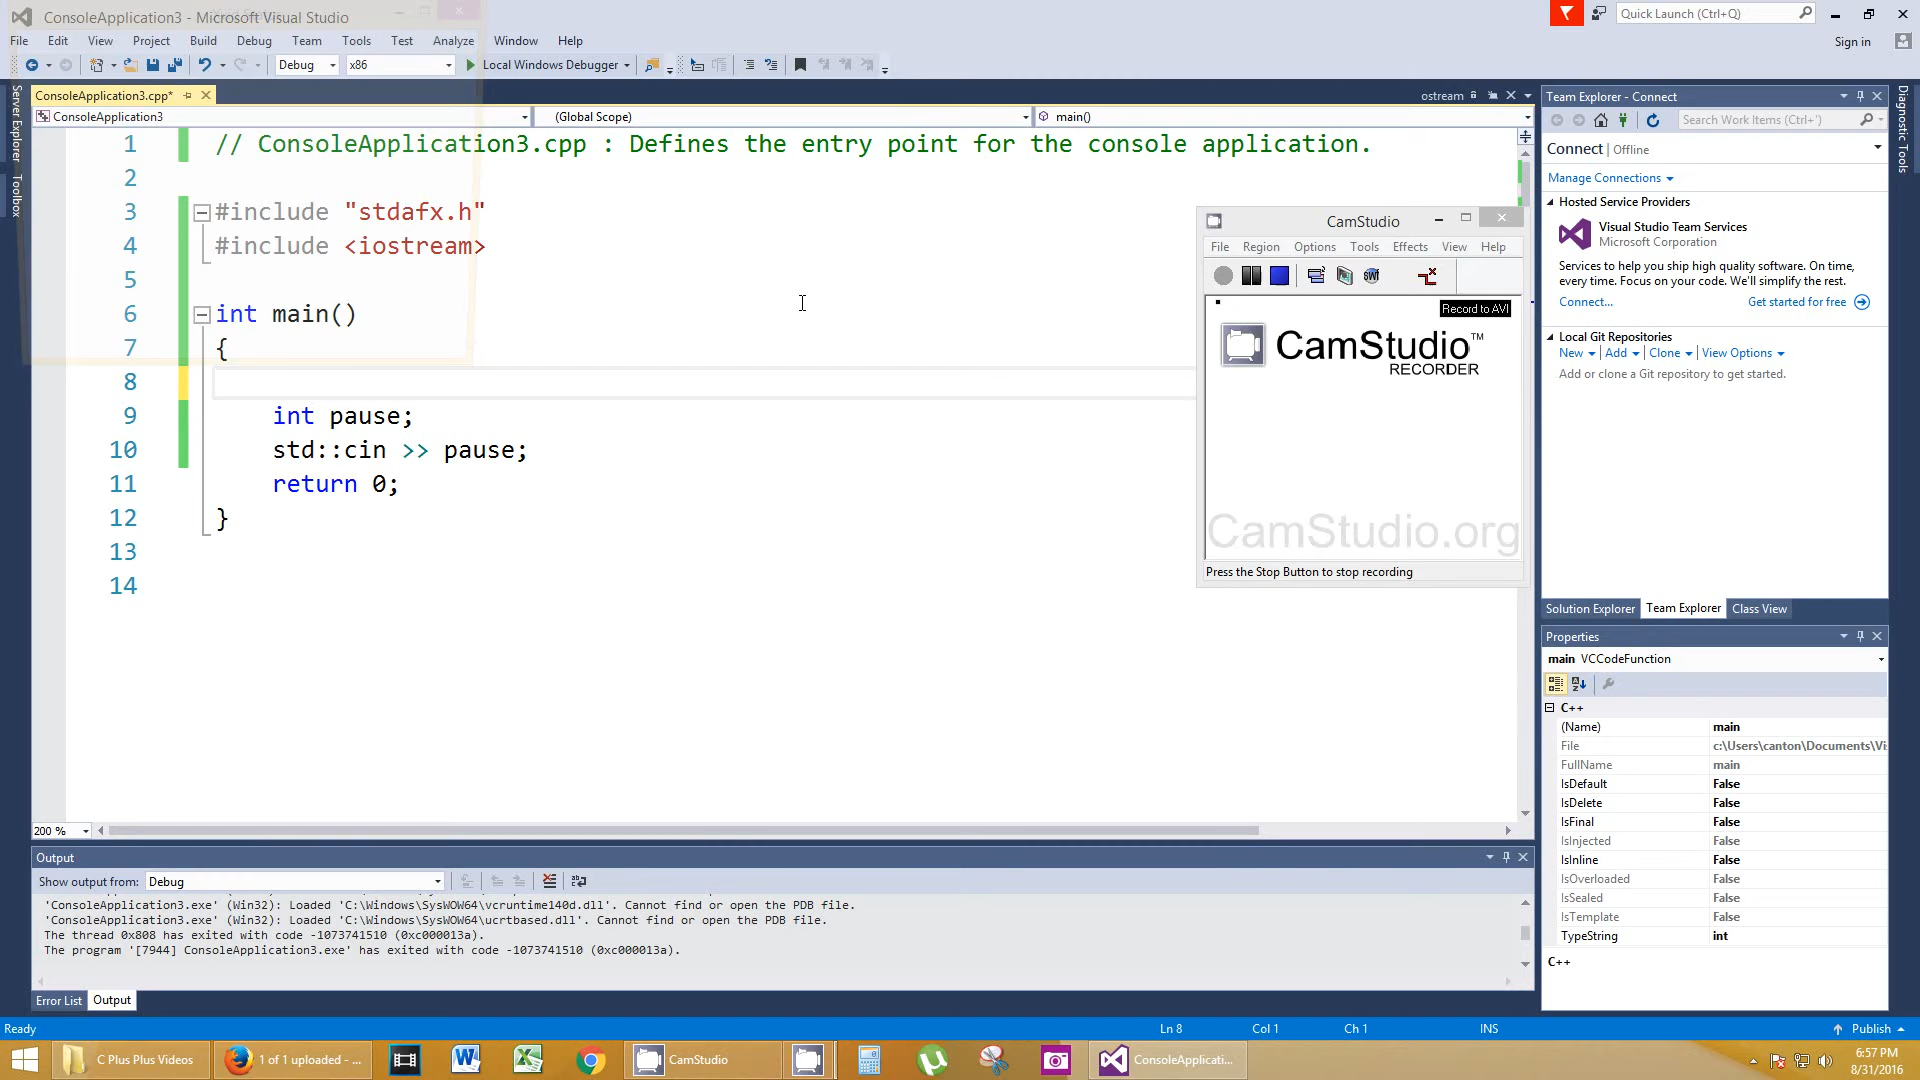 ConsoleApplication3 - Microsoft Visual Studio
Quick Launch (Ctrl+Q)
File Edit View Project Build Debug Team Tools Test Analyze Window Help
Sign in
Debug x86 Local Windows Debugger
ConsoleApplication3.cpp*
ostream
ConsoleApplication3 (Global Scope) main()
1 // ConsoleApplication3.cpp : Defines the entry point for the console application.
2
3 #include "stdafx.h"
4 #include <iostream>
5
6 int main()
7 {
8
9 int pause;
10 std::cin >> pause;
11 return 0;
12 }
13
14
200 %
Server Explorer
Toolbox
CamStudio
File Region Options Tools Effects View Help
SWF
Record to AVI
CamStudio™
RECORDER
CamStudio.org
Press the Stop Button to stop recording
Team Explorer - Connect
Search Work Items (Ctrl+')
Connect | Offline
Manage Connections
Hosted Service Providers
Visual Studio Team Services
Microsoft Corporation
Services to help you ship high quality software. On time,
every time. Focus on your code. We'll simplify the rest.
Connect... Get started for free
Local Git Repositories
New Add Clone View Options
Add or clone a Git repository to get started.
Solution Explorer Team Explorer Class View
Diagnostic Tools
Properties
main VCCodeFunction
C++
(Name) main
File c:\Users\canton\Documents\Vi
FullName main
IsDefault False
IsDelete False
IsFinal False
IsInjected False
IsInline False
IsOverloaded False
IsSealed False
IsTemplate False
TypeString int
C++
Output
Show output from: Debug
'ConsoleApplication3.exe' (Win32): Loaded 'C:\Windows\SysWOW64\vcruntime140d.dll'. Cannot find or open the PDB file.
'ConsoleApplication3.exe' (Win32): Loaded 'C:\Windows\SysWOW64\ucrtbased.dll'. Cannot find or open the PDB file.
The thread 0x808 has exited with code -1073741510 (0xc000013a).
The program '[7944] ConsoleApplication3.exe' has exited with code -1073741510 (0xc000013a).
Error List Output
Ready Ln 8 Col 1 Ch 1 INS Publish
C Plus Plus Videos
1 of 1 uploaded - ...
CamStudio
ConsoleApplicati...
6:57 PM
8/31/2016